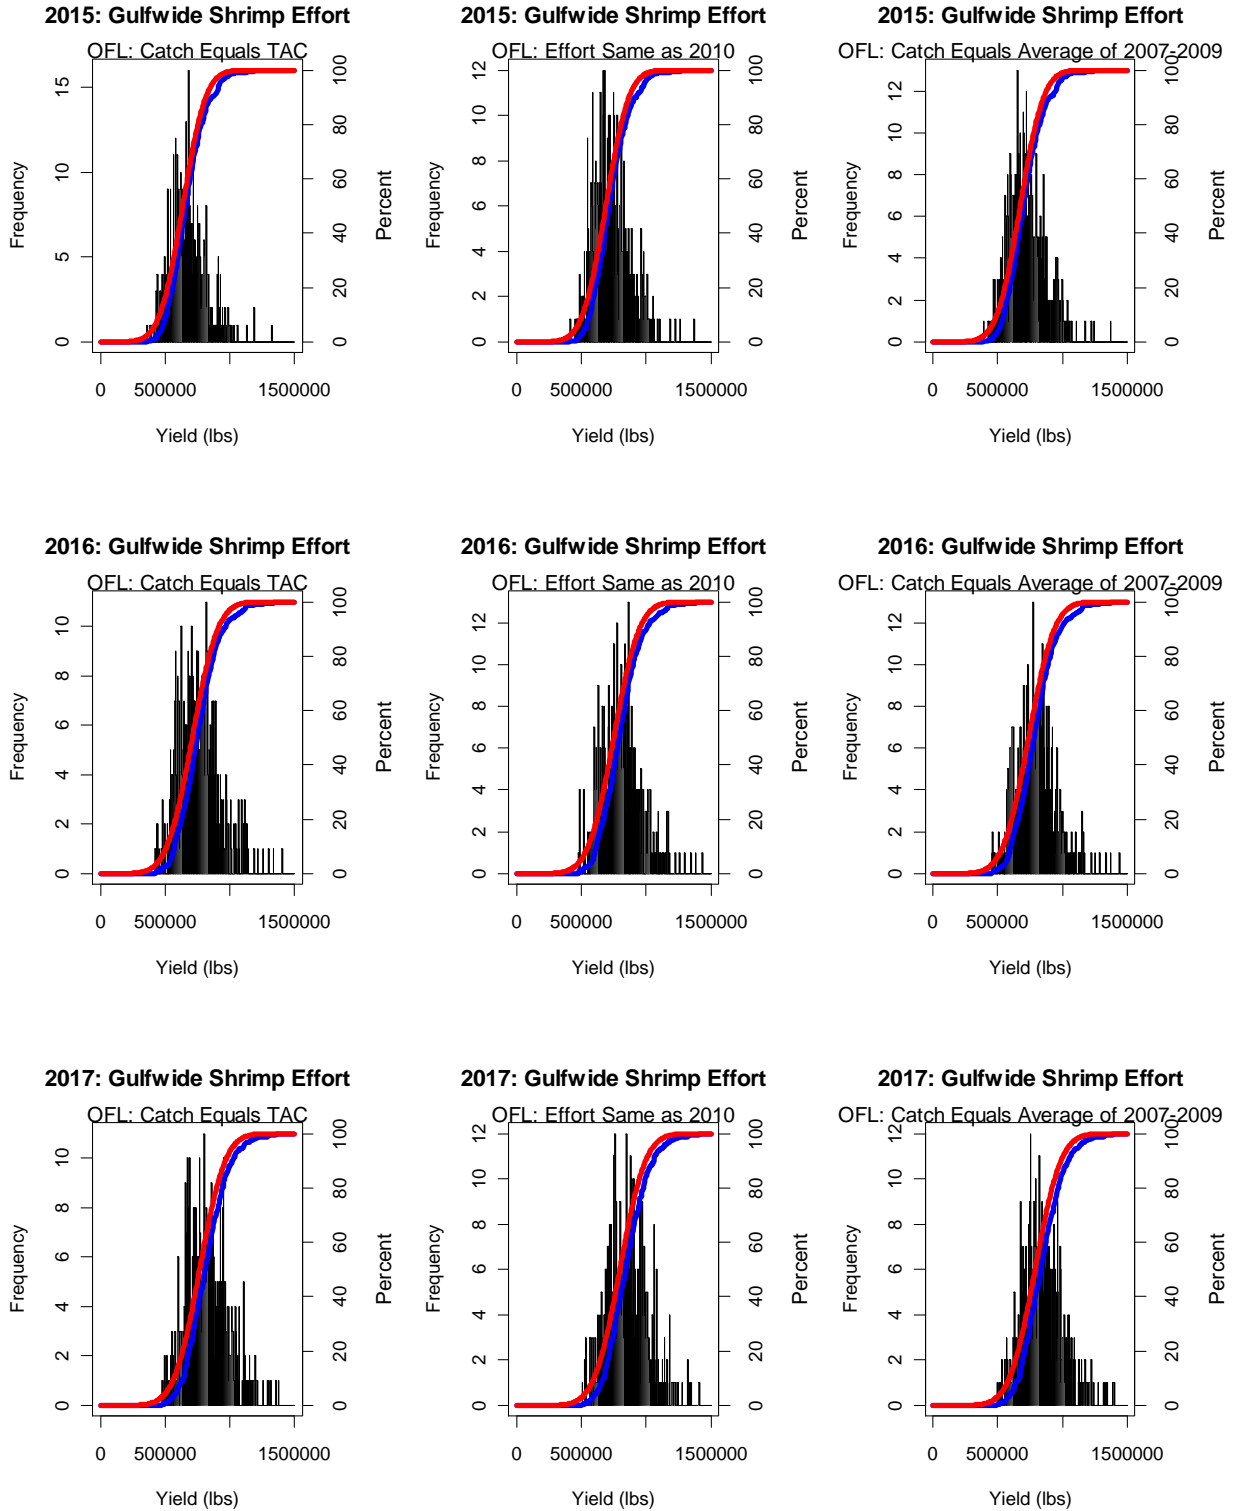 2015: Gulfwide Shrimp Effort
OFL: Catch Equals TAC
Frequency
0 5 10 15
Percent
0 20 40 60 80 100
0 500000 1500000
Yield (lbs)
2015: Gulfwide Shrimp Effort
OFL: Effort Same as 2010
Frequency
0 2 4 6 8 10 12
Percent
0 20 40 60 80 100
0 500000 1500000
Yield (lbs)
2015: Gulfwide Shrimp Effort
OFL: Catch Equals Average of 2007-2009
Frequency
0 2 4 6 8 10 12
Percent
0 20 40 60 80 100
0 500000 1500000
Yield (lbs)
2016: Gulfwide Shrimp Effort
OFL: Catch Equals TAC
Frequency
0 2 4 6 8 10
Percent
0 20 40 60 80 100
0 500000 1500000
Yield (lbs)
2016: Gulfwide Shrimp Effort
OFL: Effort Same as 2010
Frequency
0 2 4 6 8 10 12
Percent
0 20 40 60 80 100
0 500000 1500000
Yield (lbs)
2016: Gulfwide Shrimp Effort
OFL: Catch Equals Average of 2007-2009
Frequency
0 2 4 6 8 10 12
Percent
0 20 40 60 80 100
0 500000 1500000
Yield (lbs)
2017: Gulfwide Shrimp Effort
OFL: Catch Equals TAC
Frequency
0 2 4 6 8 10
Percent
0 20 40 60 80 100
0 500000 1500000
Yield (lbs)
2017: Gulfwide Shrimp Effort
OFL: Effort Same as 2010
Frequency
0 2 4 6 8 10 12
Percent
0 20 40 60 80 100
0 500000 1500000
Yield (lbs)
2017: Gulfwide Shrimp Effort
OFL: Catch Equals Average of 2007-2009
Frequency
0 2 4 6 8 10 12
Percent
0 20 40 60 80 100
0 500000 1500000
Yield (lbs)